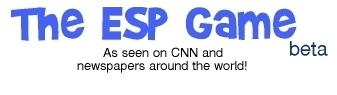 The ESP Game
beta
As seen on CNN and
newspapers around the world!